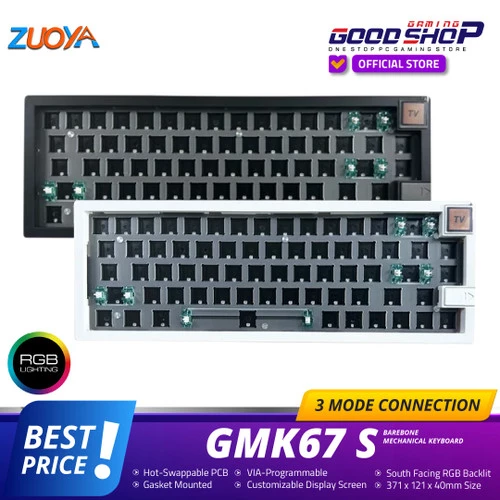 ZUOYA
GAMING
GOODSHOP
ONE STOP PC GAMING STORE
OFFICIAL STORE
TV
TV
RGB
LIGHTING
3 MODE CONNECTION
BEST
PRICE!
GMK67 S
BAREBONE
MECHANICAL KEYBOARD
• Hot-Swappable PCB
• Gasket Mounted
• VIA-Programmable
• Customizable Display Screen
• South Facing RGB Backlit
• 371 x 121 x 40mm Size